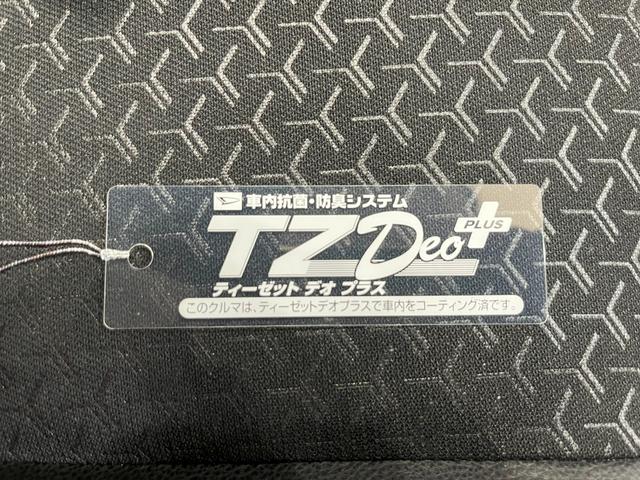 車内抗菌・防臭システム
TZ Deo PLUS
ティーゼット デオ プラス
このクルマは、ティーゼットデオプラスで車内をコーティング済です。